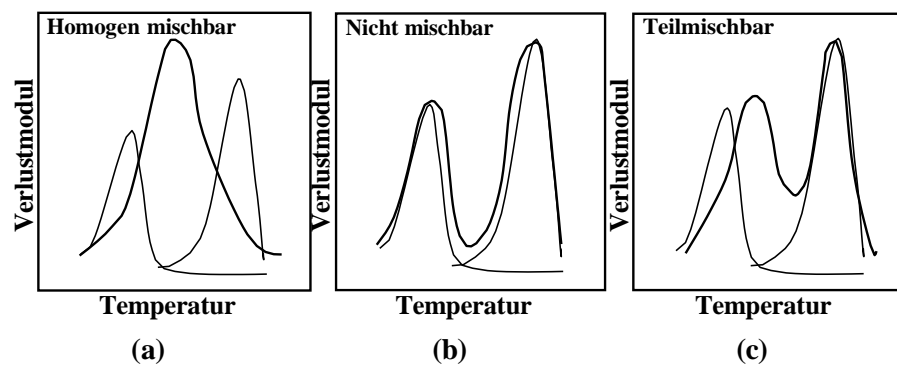 Homogen mischbar
Nicht mischbar
Teilmischbar
Verlustmodul
Verlustmodul
Verlustmodul
Temperatur
Temperatur
Temperatur
(a)
(b)
(c)